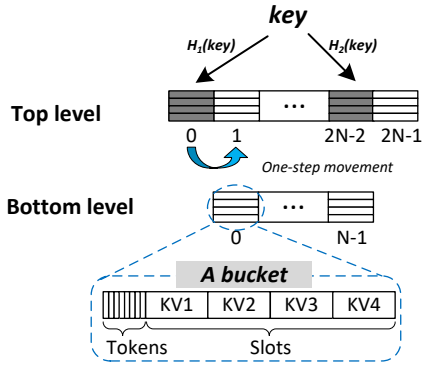 key
H1(key) H2(key)
Top level
...
0 1 2N-2 2N-1
One-step movement
Bottom level
...
0 N-1
A bucket
KV1 KV2 KV3 KV4
Tokens Slots